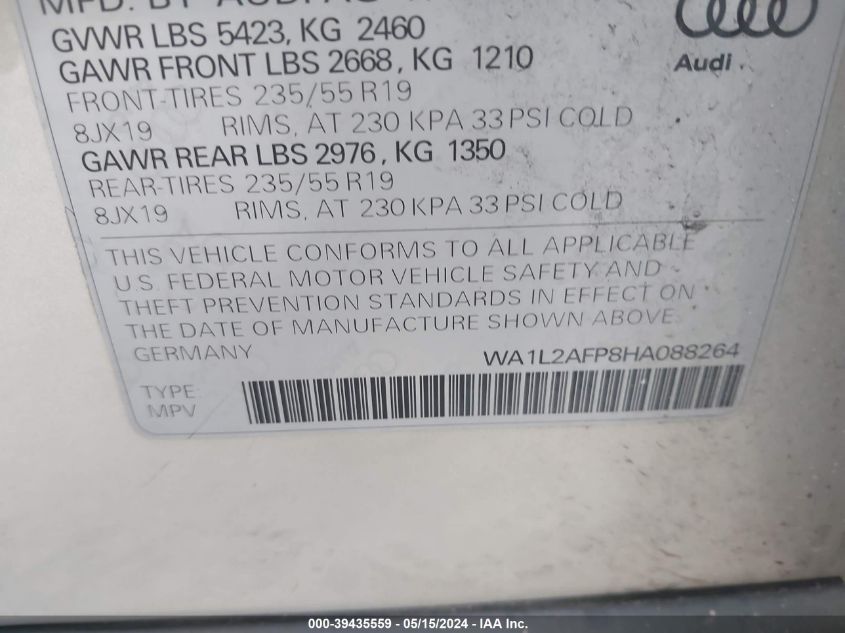 MFD. BY AUDI AG
GVWR LBS 5423, KG 2460
GAWR FRONT LBS 2668, KG 1210
FRONT-TIRES 235/55 R19
8JX19 RIMS, AT 230 KPA 33 PSI COLD
GAWR REAR LBS 2976, KG 1350
REAR-TIRES 235/55 R19
8JX19 RIMS, AT 230 KPA 33 PSI COLD
Audi
THIS VEHICLE CONFORMS TO ALL APPLICABLE
U.S. FEDERAL MOTOR VEHICLE SAFETY AND
THEFT PREVENTION STANDARDS IN EFFECT ON
THE DATE OF MANUFACTURE SHOWN ABOVE.
GERMANY WA1L2AFP8HA088264
TYPE:
MPV
000-39435559 - 05/15/2024 - IAA Inc.